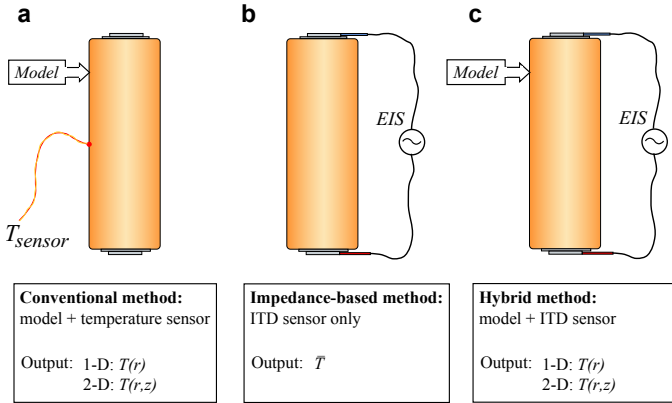 a
b
c
Model
EIS
Model
EIS
Tsensor
Conventional method:
model + temperature sensor
Output: 1-D: T(r)
2-D: T(r,z)
Impedance-based method:
ITD sensor only
Output: T̄
Hybrid method:
model + ITD sensor
Output: 1-D: T(r)
2-D: T(r,z)